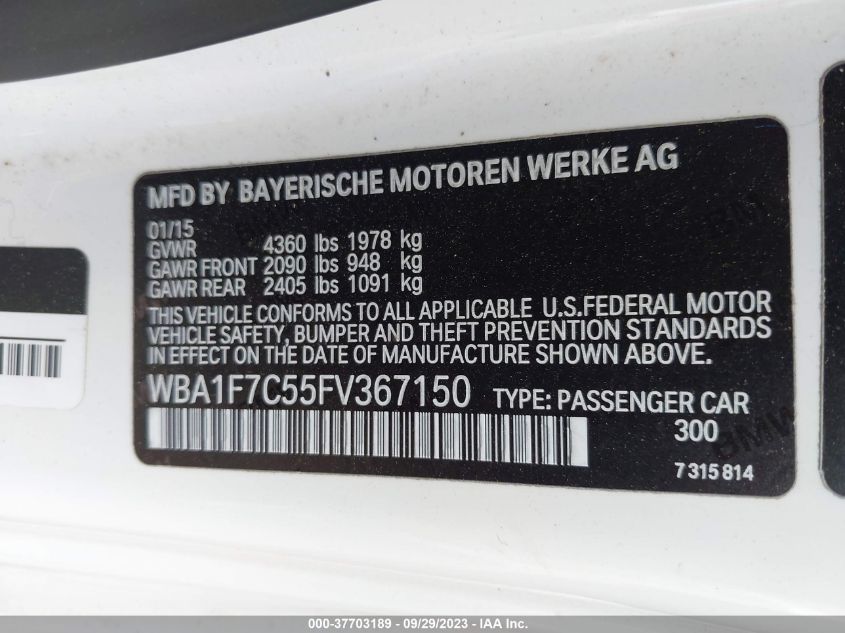 MFD BY BAYERISCHE MOTOREN WERKE AG
01/15
GVWR 4360 lbs 1978 kg
GAWR FRONT 2090 lbs 948 kg
GAWR REAR 2405 lbs 1091 kg
THIS VEHICLE CONFORMS TO ALL APPLICABLE U.S.FEDERAL MOTOR
VEHICLE SAFETY, BUMPER AND THEFT PREVENTION STANDARDS
IN EFFECT ON THE DATE OF MANUFACTURE SHOWN ABOVE.
WBA1F7C55FV367150 TYPE: PASSENGER CAR
300
BMW
7 315 814
000-37703189 - 09/29/2023 - IAA Inc.